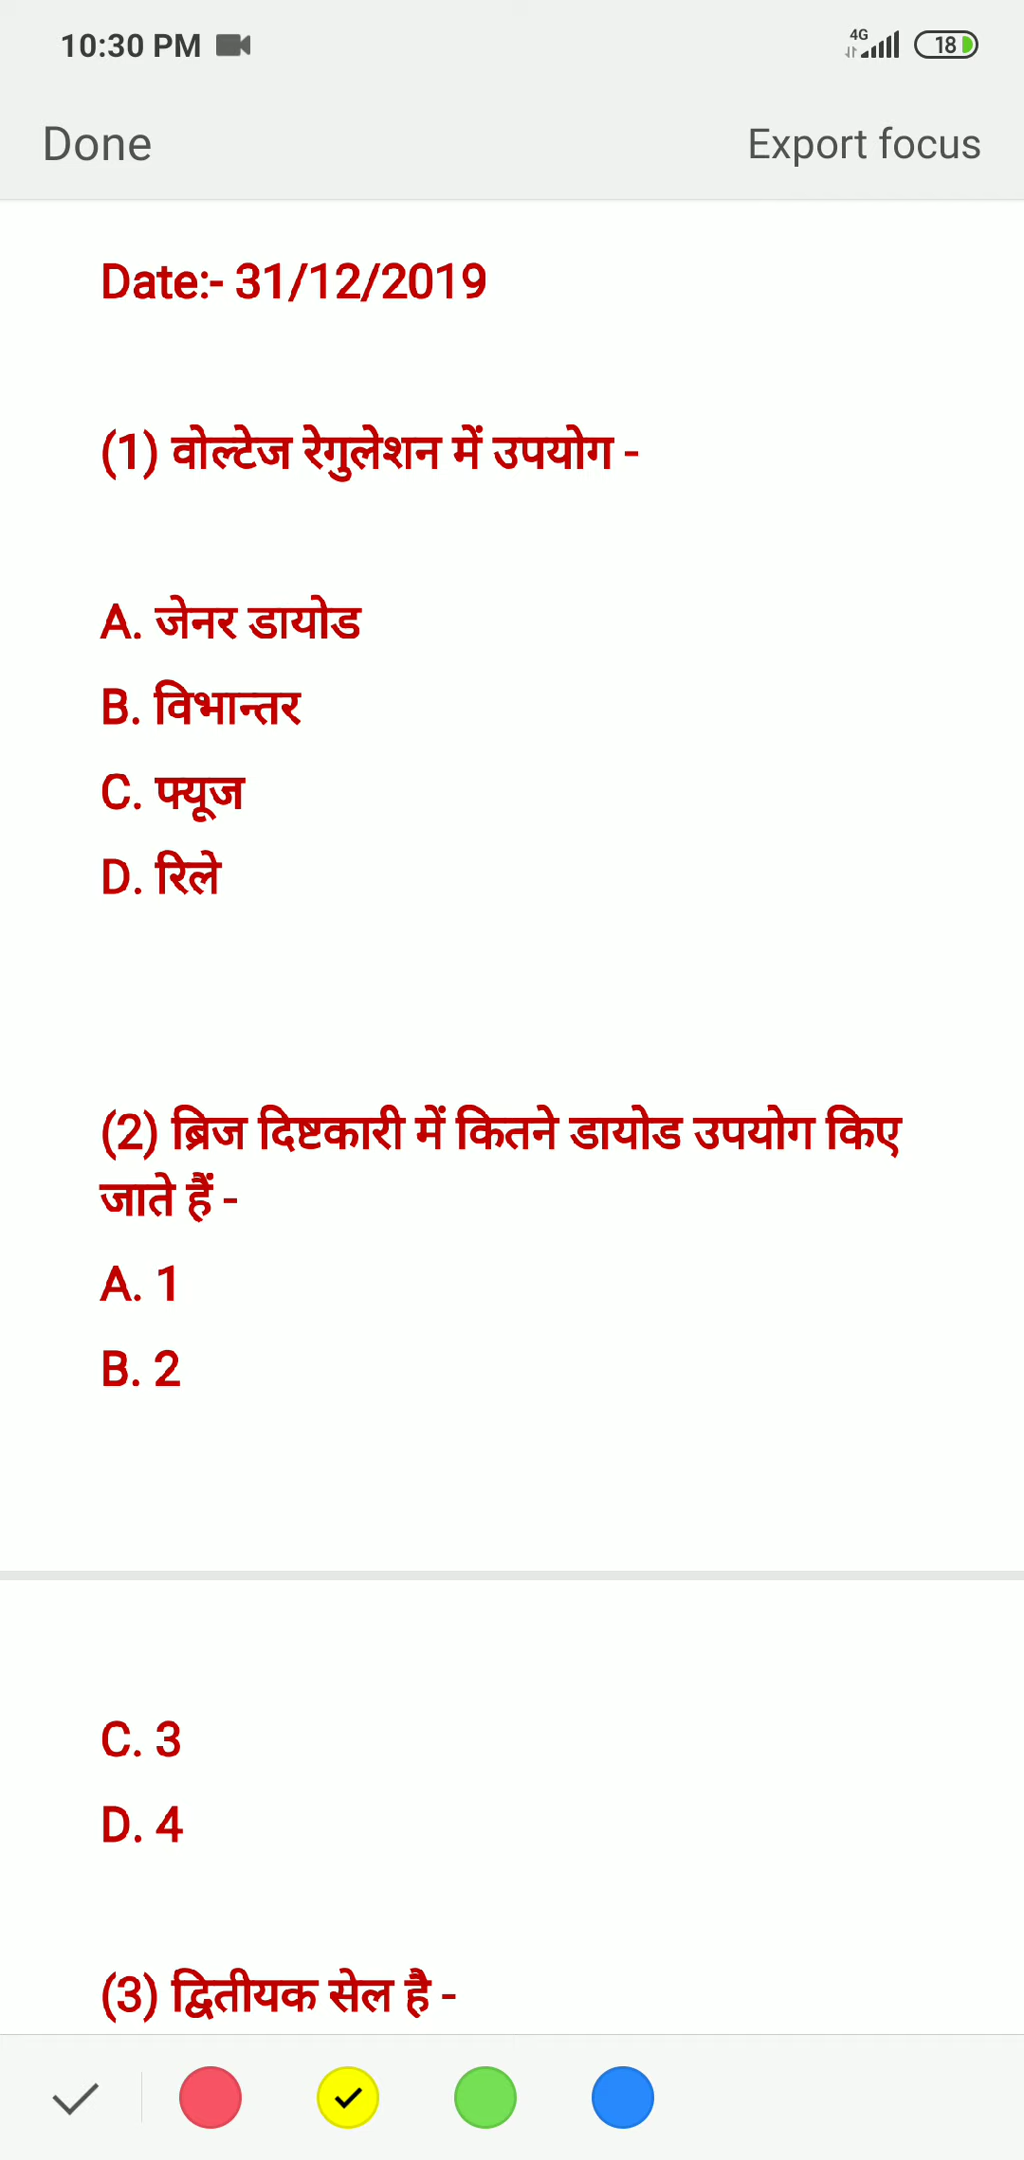 10:30 PM
4G
18
Done
Export focus
Date:- 31/12/2019
(1) वोल्टेज रेगुलेशन में उपयोग -
A. जेनर डायोड
B. विभान्तर
C. फ्यूज
D. रिले
(2) ब्रिज दिष्टकारी में कितने डायोड उपयोग किए
जाते हैं -
A. 1
B. 2
C. 3
D. 4
(3) द्वितीयक सेल है -